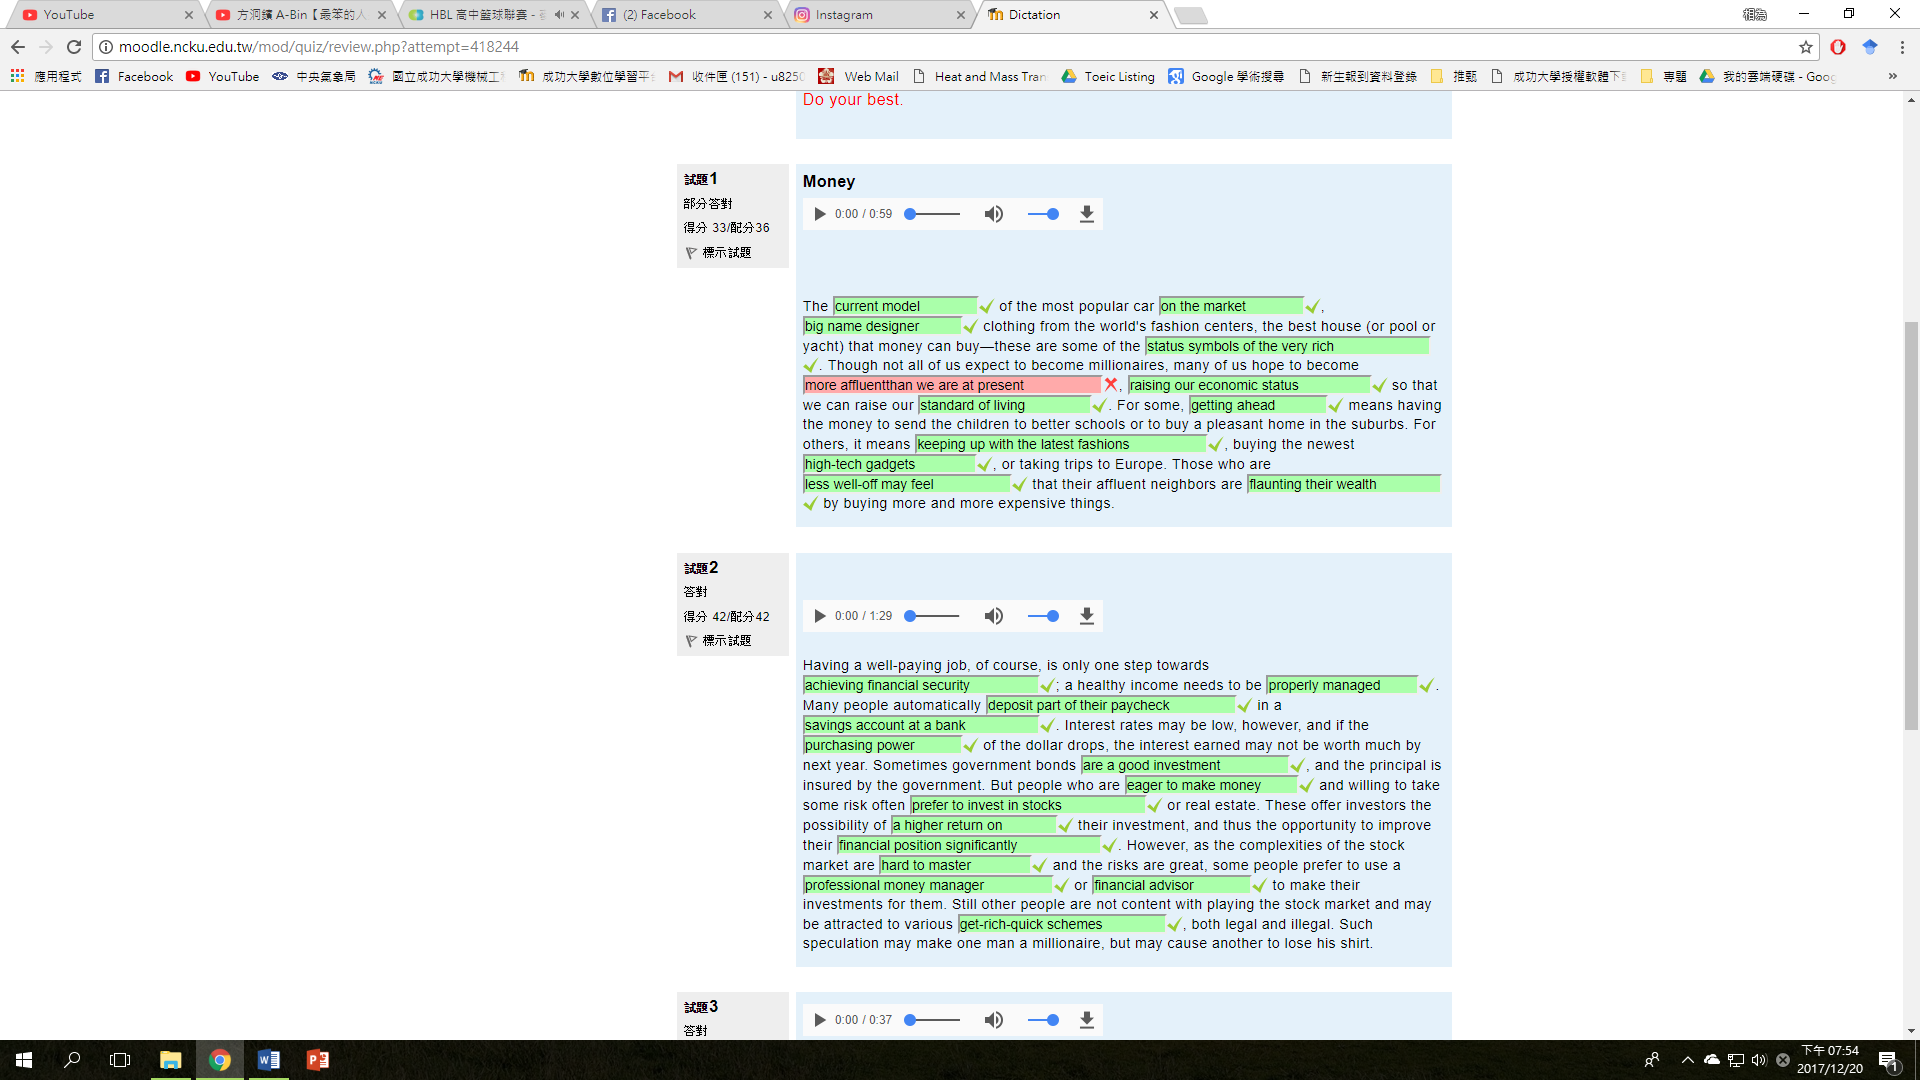 YouTube
方泂鑌 A-Bin【最笨的人
HBL 高中籃球聯賽 -
(2) Facebook
Instagram
Dictation
相為
moodle.ncku.edu.tw/mod/quiz/review.php?attempt=418244
應用程式 Facebook YouTube 中央氣象局 國立成功大學機械工 成功大學數位學習平 收件匣 (151) - u825 Web Mail Heat and Mass Tran Toeic Listing Google 學術搜尋 新生報到資料登錄 推甄 成功大學授權軟體下 專題 我的雲端硬碟 - Goog »
Do your best.
試題1
部分答對
得分 33/配分36
標示試題
Money
0:00 / 0:59
The current model of the most popular car on the market ,
big name designer clothing from the world's fashion centers, the best house (or pool or
yacht) that money can buy—these are some of the status symbols of the very rich
. Though not all of us expect to become millionaires, many of us hope to become
more affluentthan we are at present , raising our economic status so that
we can raise our standard of living . For some, getting ahead means having
the money to send the children to better schools or to buy a pleasant home in the suburbs. For
others, it means keeping up with the latest fashions , buying the newest
high-tech gadgets , or taking trips to Europe. Those who are
less well-off may feel that their affluent neighbors are flaunting their wealth
by buying more and more expensive things.
試題2
答對
得分 42/配分42
標示試題
0:00 / 1:29
Having a well-paying job, of course, is only one step towards
achieving financial security ; a healthy income needs to be properly managed .
Many people automatically deposit part of their paycheck in a
savings account at a bank . Interest rates may be low, however, and if the
purchasing power of the dollar drops, the interest earned may not be worth much by
next year. Sometimes government bonds are a good investment , and the principal is
insured by the government. But people who are eager to make money and willing to take
some risk often prefer to invest in stocks or real estate. These offer investors the
possibility of a higher return on their investment, and thus the opportunity to improve
their financial position significantly . However, as the complexities of the stock
market are hard to master and the risks are great, some people prefer to use a
professional money manager or financial advisor to make their
investments for them. Still other people are not content with playing the stock market and may
be attracted to various get-rich-quick schemes , both legal and illegal. Such
speculation may make one man a millionaire, but may cause another to lose his shirt.
試題3
答對
0:00 / 0:37
下午 07:54
2017/12/20
1